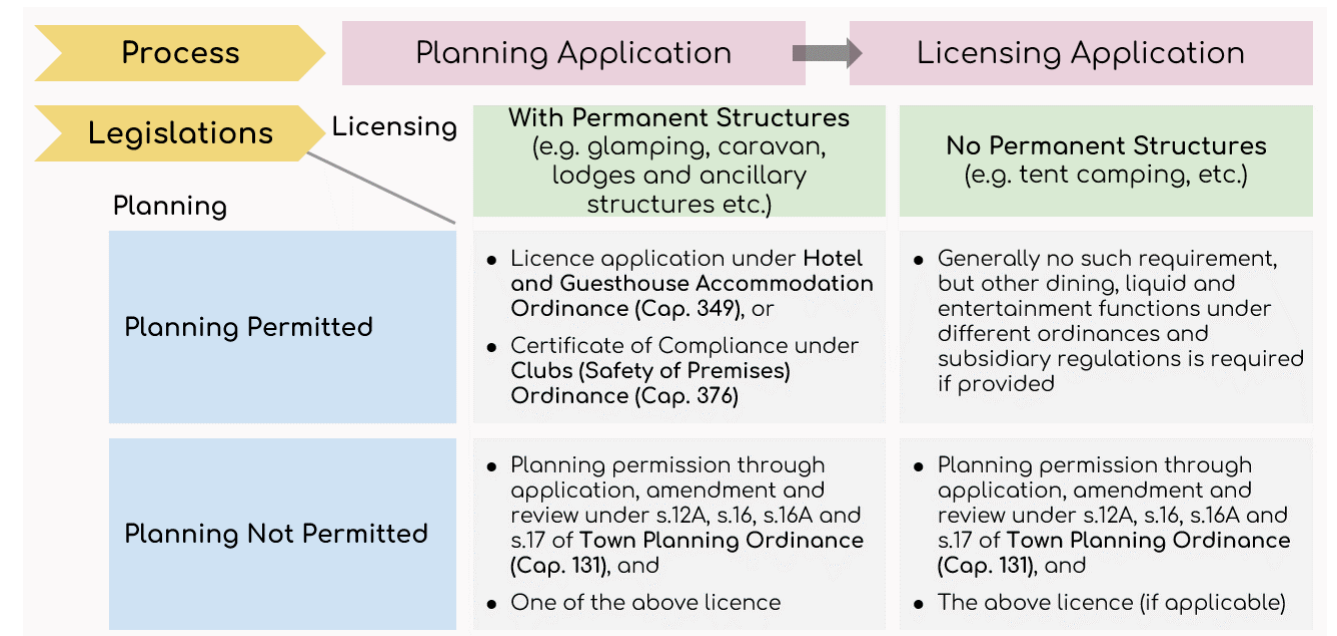 Process
Planning Application
Licensing Application
Legislations
Licensing
Planning
With Permanent Structures
(e.g. glamping, caravan,
lodges and ancillary
structures etc.)
No Permanent Structures
(e.g. tent camping, etc.)
Planning Permitted
● Licence application under Hotel
and Guesthouse Accommodation
Ordinance (Cap. 349), or
● Certificate of Compliance under
Clubs (Safety of Premises)
Ordinance (Cap. 376)
● Generally no such requirement,
but other dining, liquid and
entertainment functions under
different ordinances and
subsidiary regulations is required
if provided
Planning Not Permitted
● Planning permission through
application, amendment and
review under s.12A, s.16, s.16A and
s.17 of Town Planning Ordinance
(Cap. 131), and
● One of the above licence
● Planning permission through
application, amendment and
review under s.12A, s.16, s.16A and
s.17 of Town Planning Ordinance
(Cap. 131), and
● The above licence (if applicable)